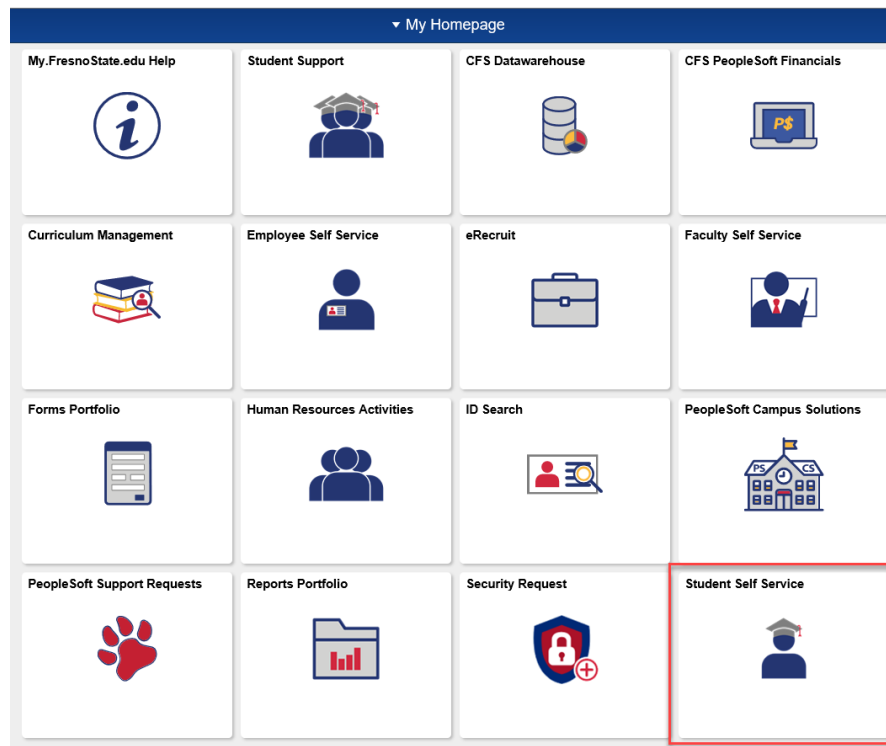 ▾ My Homepage
My.FresnoState.edu Help
Student Support
CFS Datawarehouse
CFS PeopleSoft Financials
P$
Curriculum Management
Employee Self Service
eRecruit
Faculty Self Service
Forms Portfolio
Human Resources Activities
ID Search
PeopleSoft Campus Solutions
PS CS
PeopleSoft Support Requests
Reports Portfolio
Security Request
Student Self Service